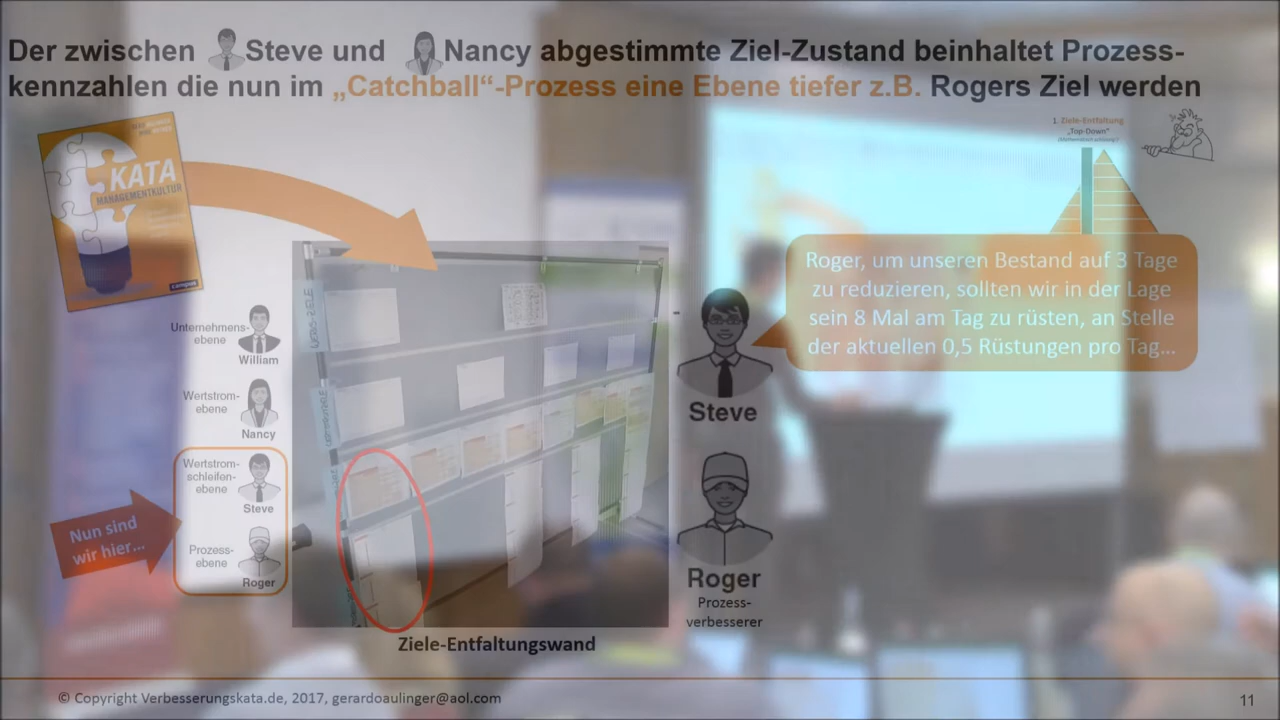 Der zwischen Steve und Nancy abgestimmte Ziel-Zustand beinhaltet Prozess-
kennzahlen die nun im „Catchball“-Prozess eine Ebene tiefer z.B. Rogers Ziel werden
1. Ziele-Entfaltung
„Top-Down“
KATA
MANAGEMENTKULTUR
campus
Roger, um unseren Bestand auf 3 Tage
zu reduzieren, sollten wir in der Lage
sein 8 Mal am Tag zu rüsten, an Stelle
der aktuellen 0,5 Rüstungen pro Tag...
Unternehmens-
ebene
William
Wertstrom-
ebene
Nancy
Wertstrom-
schleifen-
ebene
Steve
Prozess-
ebene
Roger
Nun sind
wir hier...
Steve
Roger
Prozess-
verbesserer
Ziele-Entfaltungswand
© Copyright Verbesserungskata.de, 2017, gerardoaulinger@aol.com
11